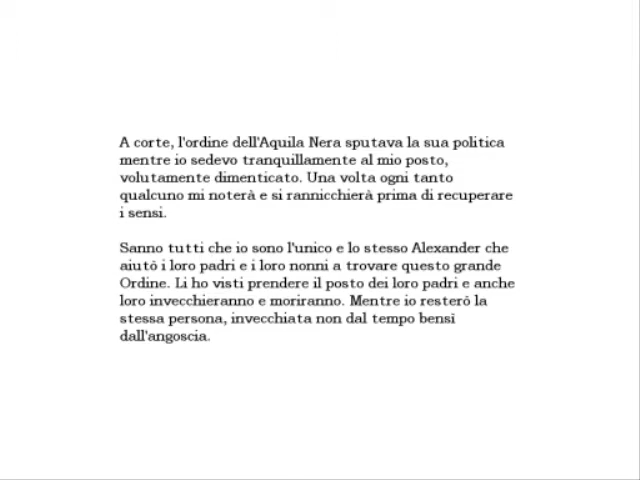 A corte, l'ordine dell'Aquila Nera sputava la sua politica
mentre io sedevo tranquillamente al mio posto,
volutamente dimenticato. Una volta ogni tanto
qualcuno mi noterà e si rannicchierà prima di recuperare
i sensi.

Sanno tutti che io sono l'unico e lo stesso Alexander che
aiutò i loro padri e i loro nonni a trovare questo grande
Ordine. Li ho visti prendere il posto dei loro padri e anche
loro invecchieranno e moriranno. Mentre io resterò la
stessa persona, invecchiata non dal tempo bensì
dall'angoscia.